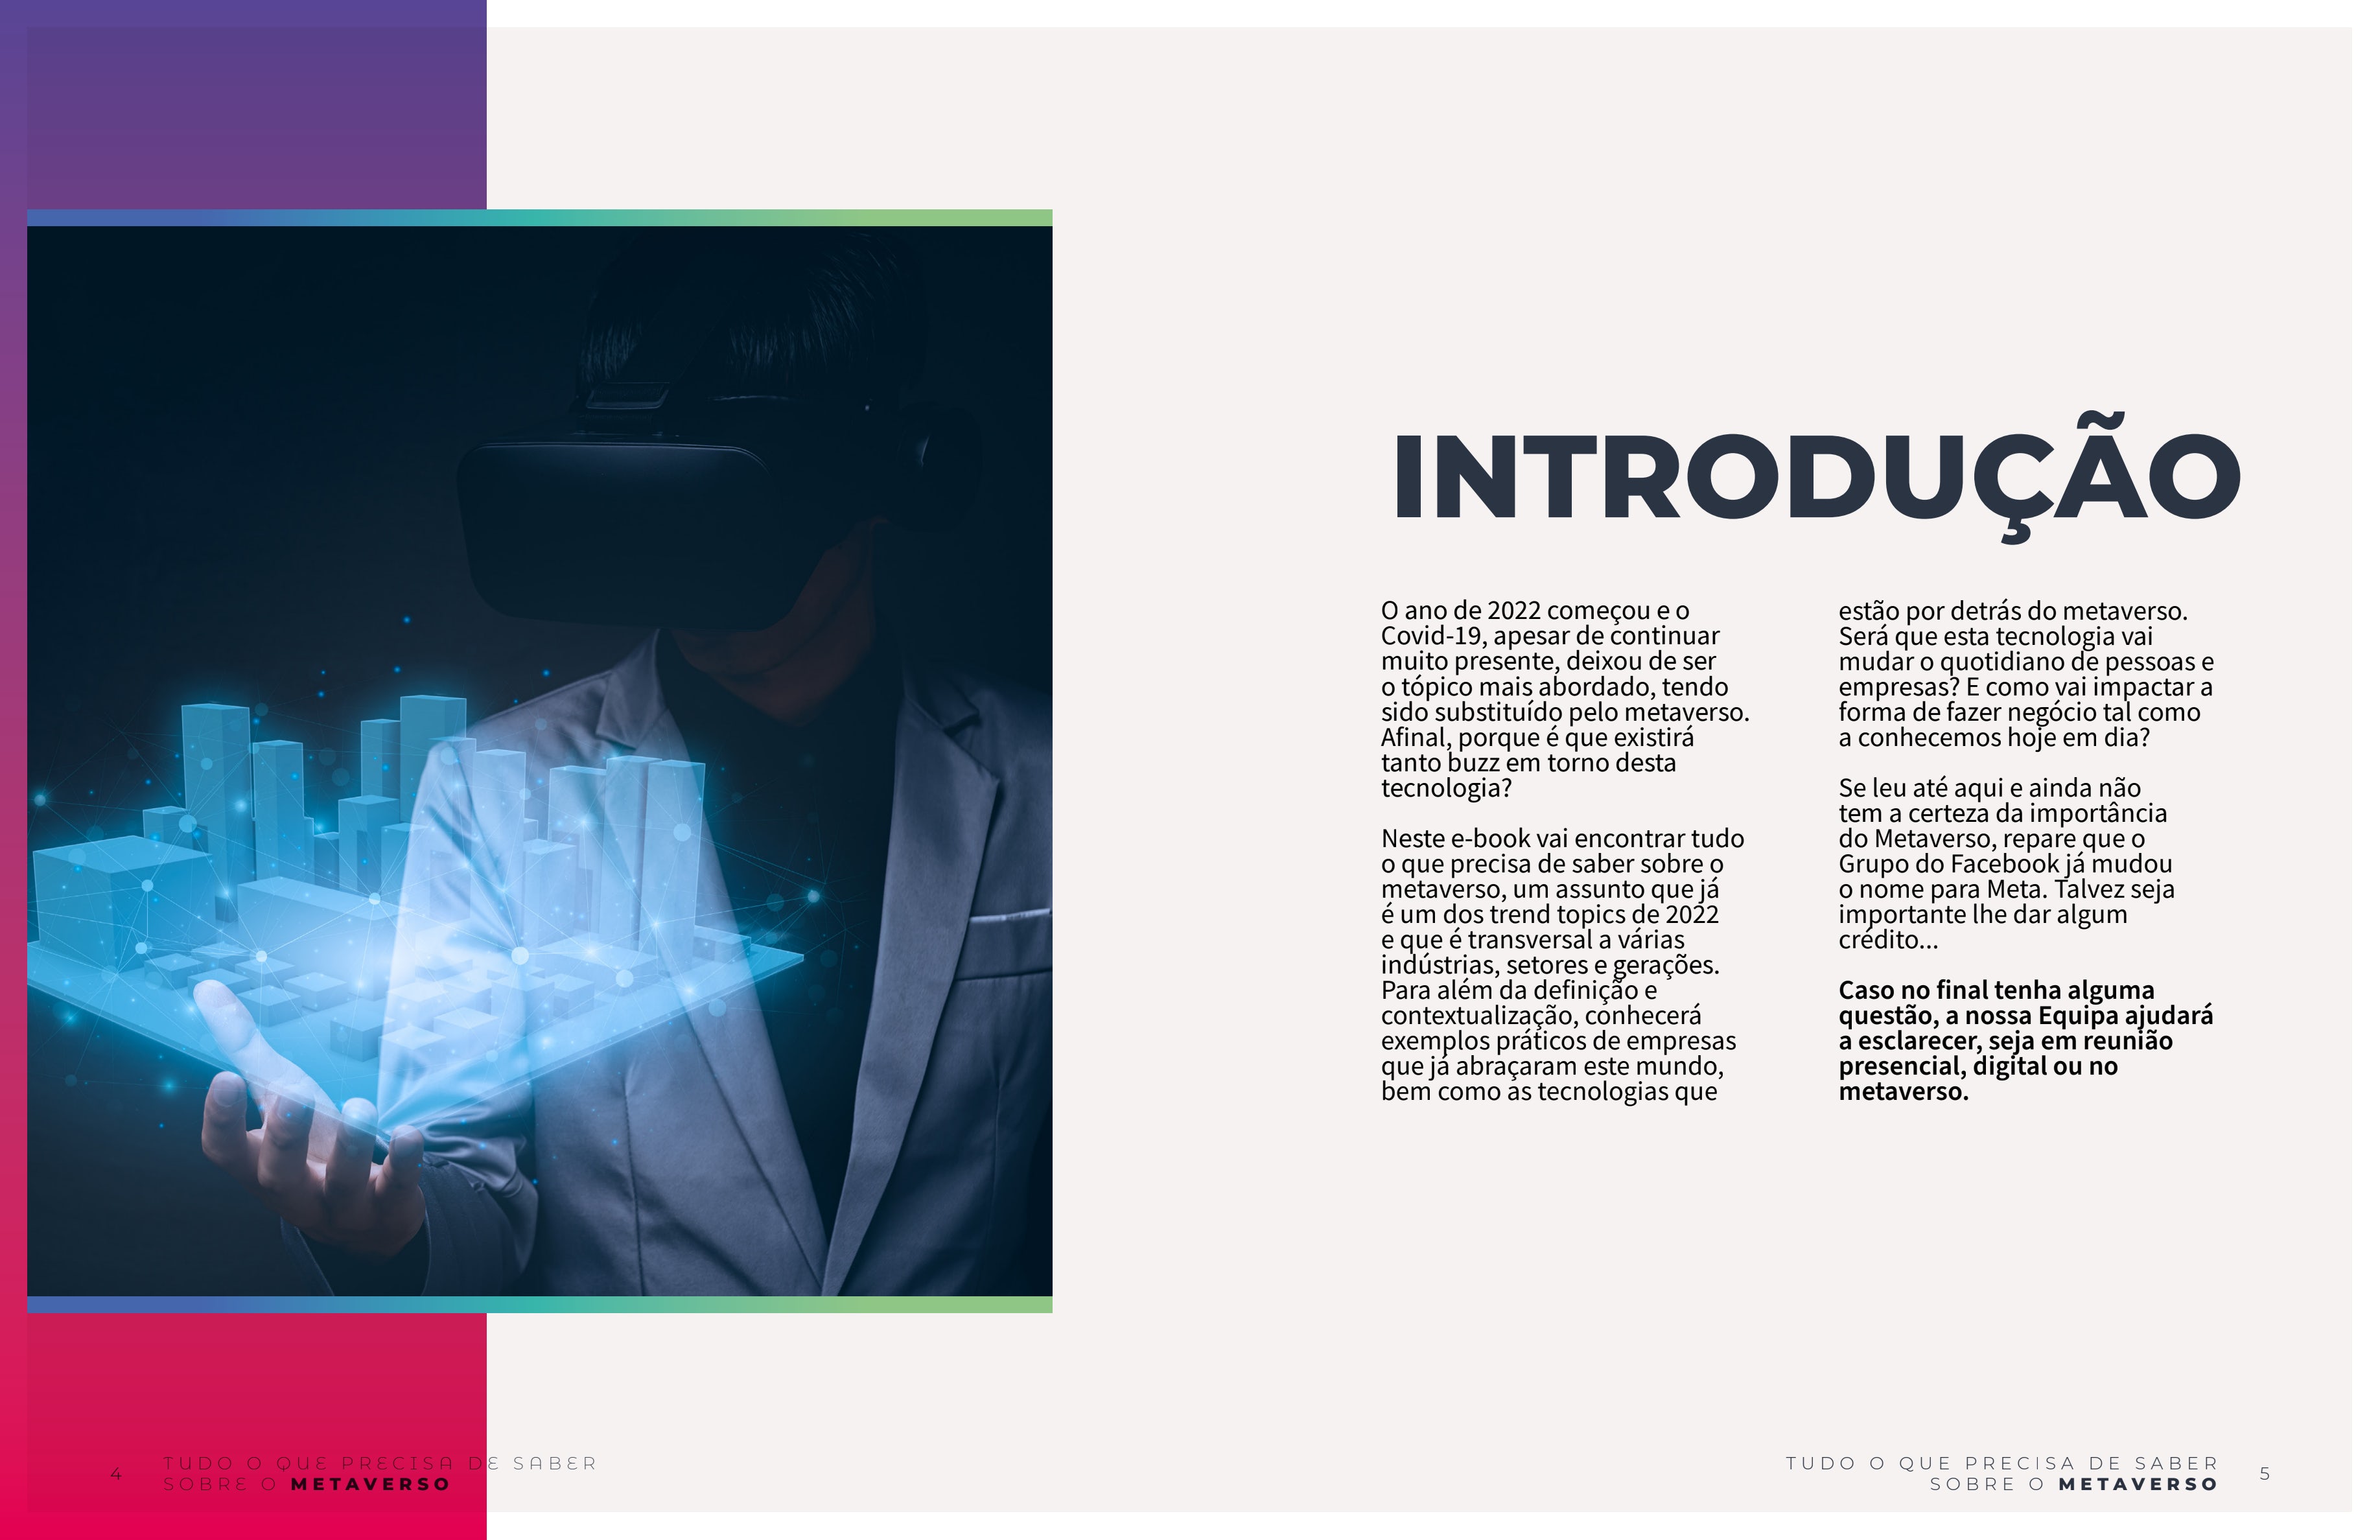 INTRODUÇÃO
O ano de 2022 começou e o
Covid-19, apesar de continuar
muito presente, deixou de ser
o tópico mais abordado, tendo
sido substituído pelo metaverso.
Afinal, porque é que existirá
tanto buzz em torno desta
tecnologia?
Neste e-book vai encontrar tudo
o que precisa de saber sobre o
metaverso, um assunto que já
é um dos trend topics de 2022
e que é transversal a várias
indústrias, setores e gerações.
Para além da definição e
contextualização, conhecerá
exemplos práticos de empresas
que já abraçaram este mundo,
bem como as tecnologias que
estão por detrás do metaverso.
Será que esta tecnologia vai
mudar o quotidiano de pessoas e
empresas? E como vai impactar a
forma de fazer negócio tal como
a conhecemos hoje em dia?
Se leu até aqui e ainda não
tem a certeza da importância
do Metaverso, repare que o
Grupo do Facebook já mudou
o nome para Meta. Talvez seja
importante lhe dar algum
crédito...
Caso no final tenha alguma
questão, a nossa Equipa ajudará
a esclarecer, seja em reunião
presencial, digital ou no
metaverso.
4
TUDO O QUE PRECISA DE SABER
SOBRE O METAVERSO
TUDO O QUE PRECISA DE SABER
SOBRE O METAVERSO
5